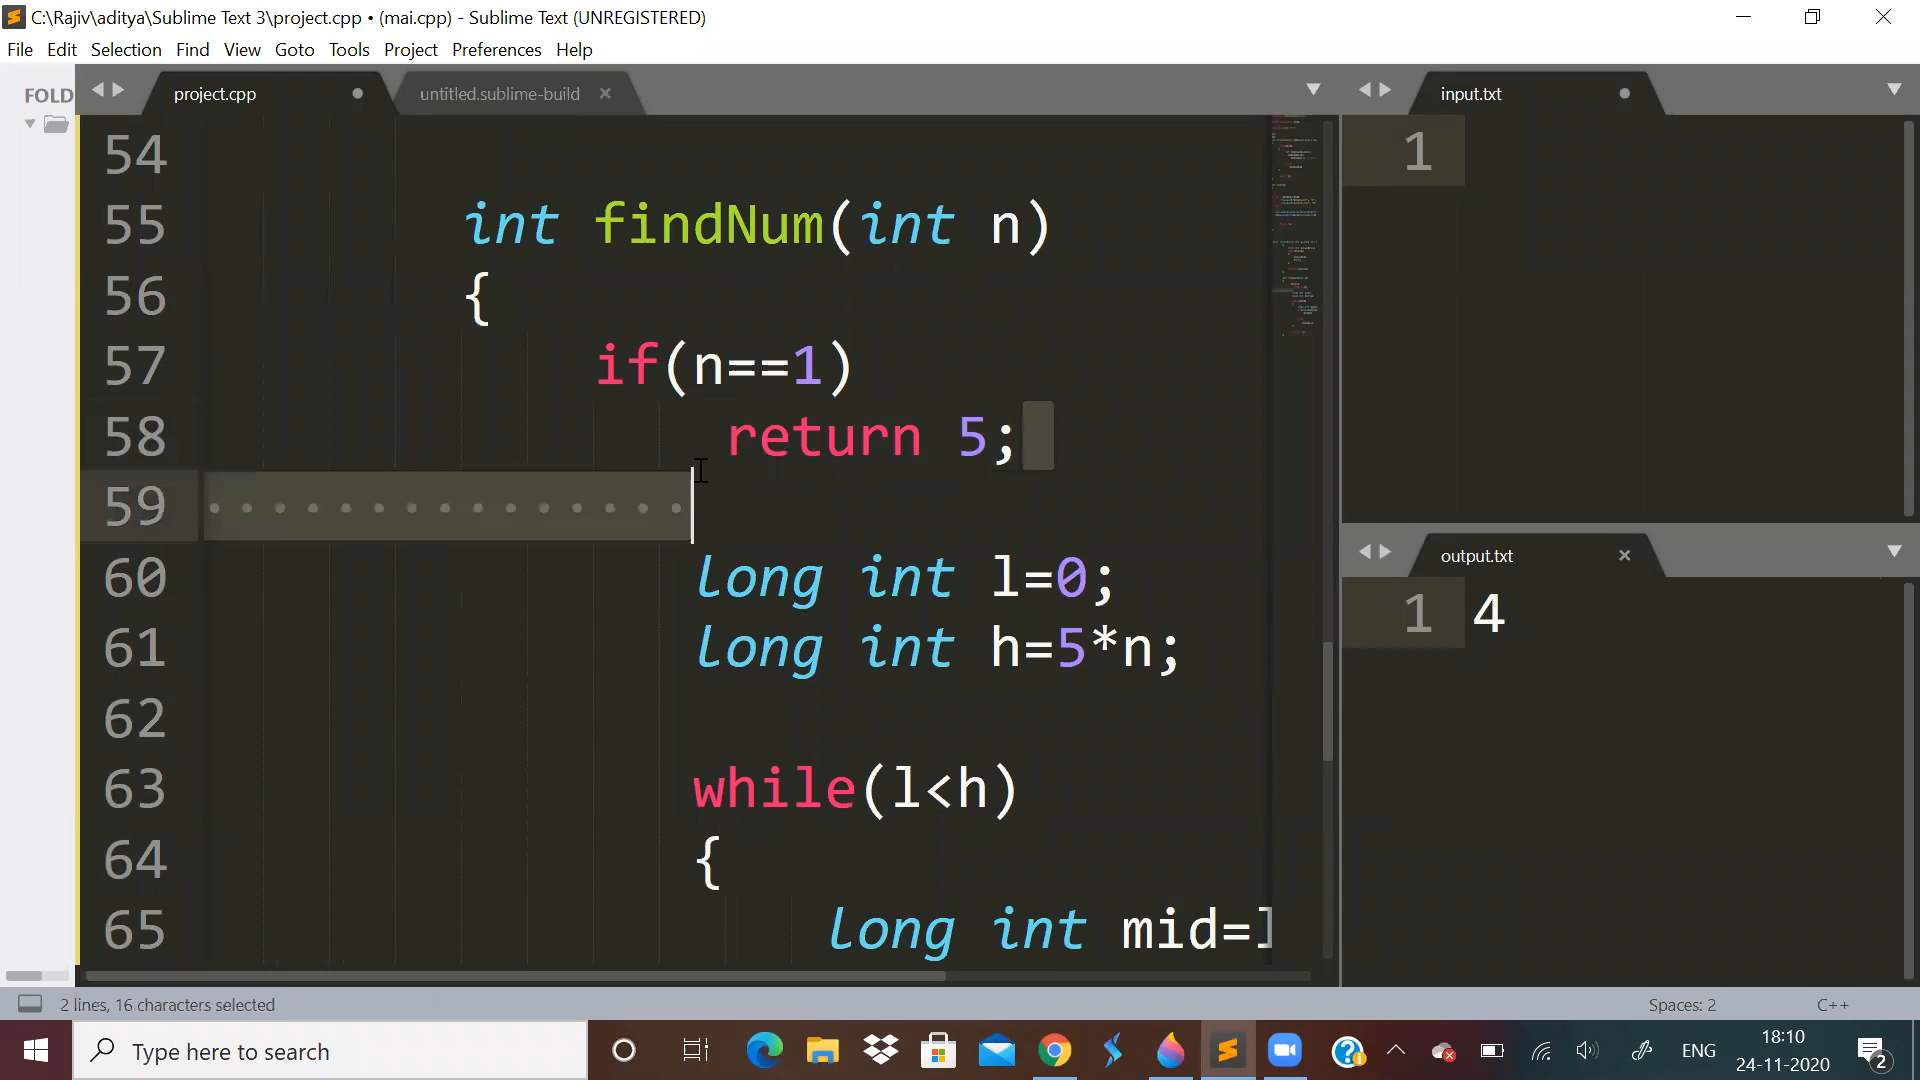 C:\Rajiv\aditya\Sublime Text 3\project.cpp • (mai.cpp) - Sublime Text (UNREGISTERED)
File Edit Selection Find View Goto Tools Project Preferences Help
FOLD
project.cpp
untitled.sublime-build
54
55 int findNum(int n)
56 {
57 if(n==1)
58 return 5;
59
60 long int l=0;
61 long int h=5*n;
62
63 while(l<h)
64 {
65 long int mid=l
input.txt
1
output.txt
1 4
2 lines, 16 characters selected
Spaces: 2 C++
Type here to search
ENG
18:10
24-11-2020
2